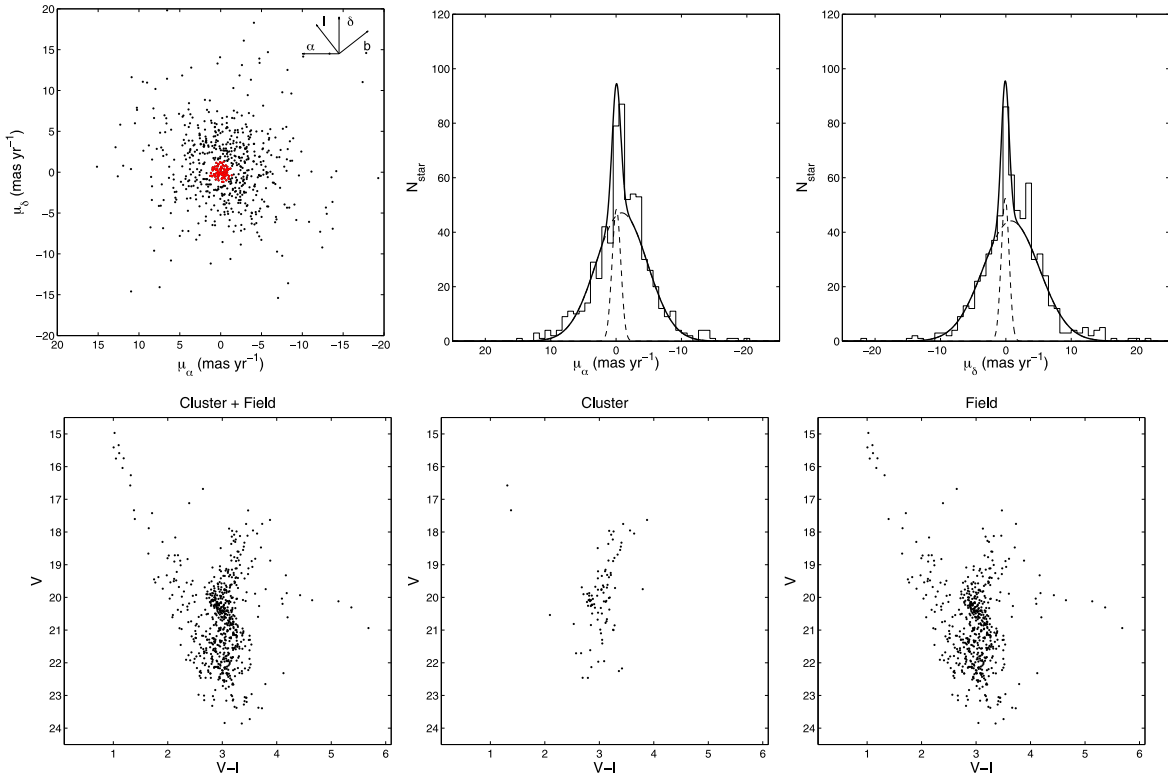 20
15
10
5
0
−5
−10
−15
−20
20 15 10 5 0 −5 −10 −15 −20
μδ (mas yr⁻¹)
μα (mas yr⁻¹)
l δ
α b
120
100
80
60
40
20
0
20 10 0 −10 −20
Nstar
μα (mas yr⁻¹)
120
100
80
60
40
20
0
−20 −10 0 10 20
Nstar
μδ (mas yr⁻¹)
Cluster + Field
15
16
17
18
19
20
21
22
23
24
1 2 3 4 5 6
V
V−I
Cluster
15
16
17
18
19
20
21
22
23
24
1 2 3 4 5 6
V
V−I
Field
15
16
17
18
19
20
21
22
23
24
1 2 3 4 5 6
V
V−I